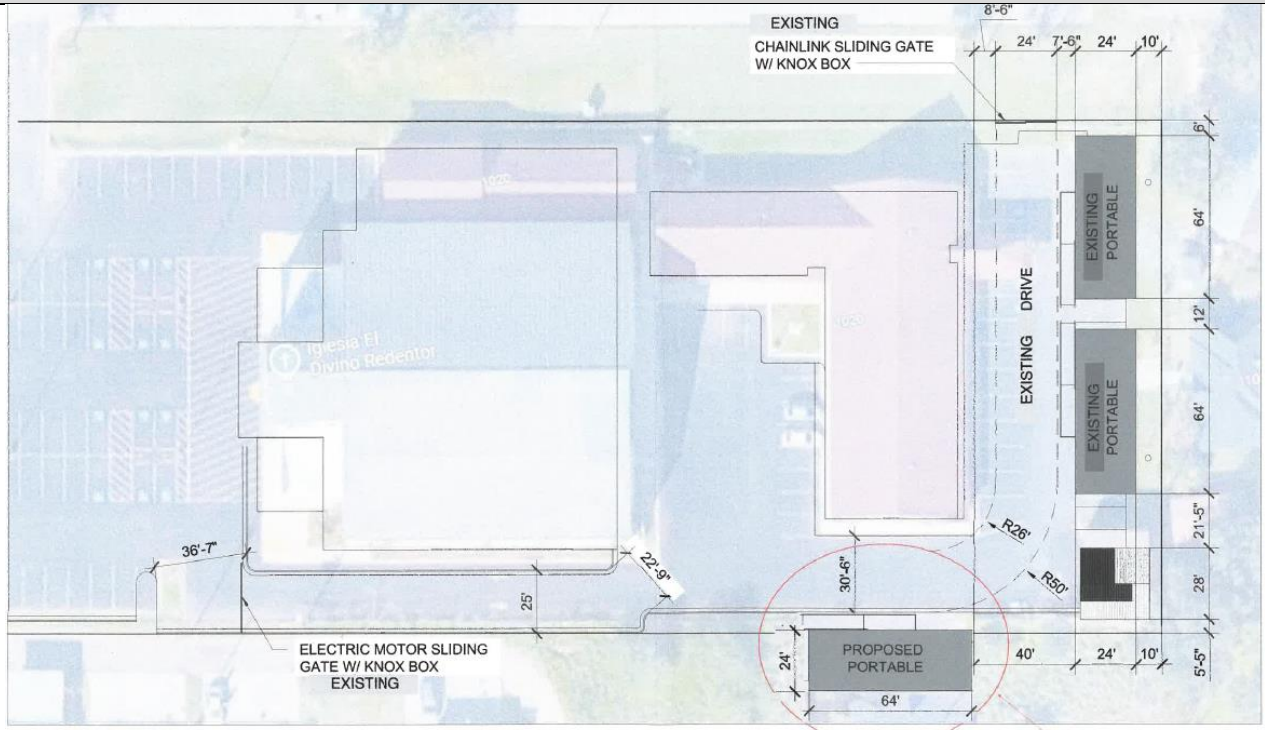 8'-6"
EXISTING
CHAINLINK SLIDING GATE
W/ KNOX BOX
24'
7'-6"
24'
10'
6'
1020
EXISTING
PORTABLE
64'
EXISTING DRIVE
12'
1020
Iglesia El
Divino Redentor
EXISTING
PORTABLE
64'
R26'
21'-5"
36'-7"
22'-9"
30'-6"
R50'
28'
25'
ELECTRIC MOTOR SLIDING
GATE W/ KNOX BOX
EXISTING
24'
PROPOSED
PORTABLE
64'
40'
24'
10'
5'-5"